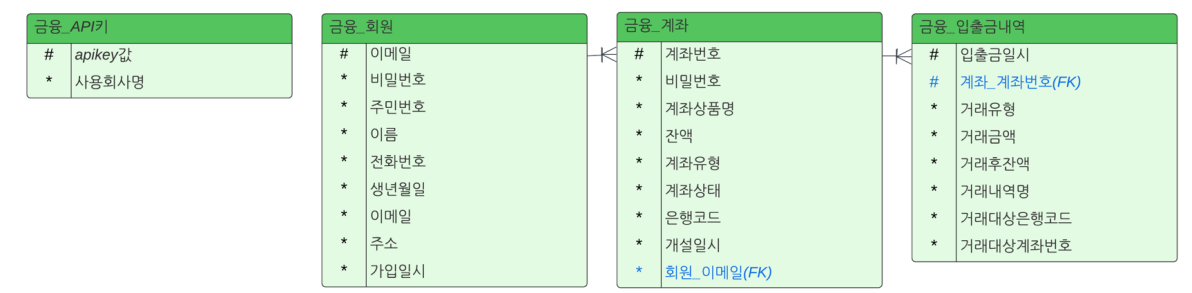 금융_API키
# apikey값
* 사용회사명
금융_회원
# 이메일
* 비밀번호
* 주민번호
* 이름
* 전화번호
* 생년월일
* 이메일
* 주소
* 가입일시
금융_계좌
# 계좌번호
* 비밀번호
* 계좌상품명
* 잔액
* 계좌유형
* 계좌상태
* 은행코드
* 개설일시
* 회원_이메일(FK)
금융_입출금내역
# 입출금일시
# 계좌_계좌번호(FK)
* 거래유형
* 거래금액
* 거래후잔액
* 거래내역명
* 거래대상은행코드
* 거래대상계좌번호